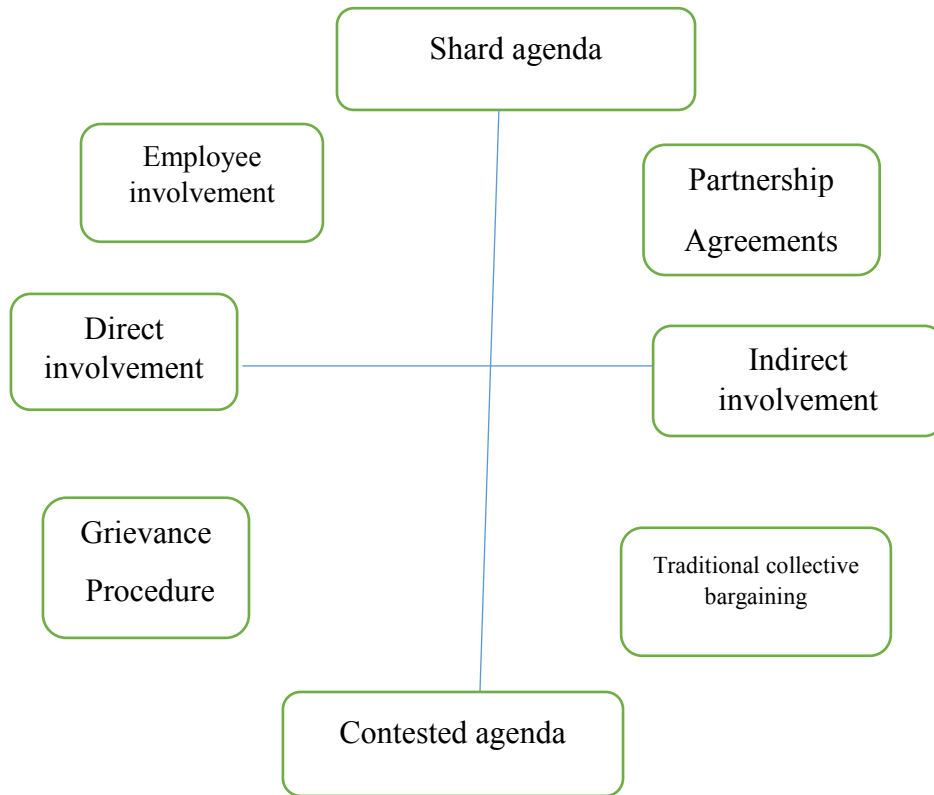 Shard agenda
Employee
involvement
Partnership
Agreements
Direct
involvement
Indirect
involvement
Grievance
Procedure
Traditional collective
bargaining
Contested agenda